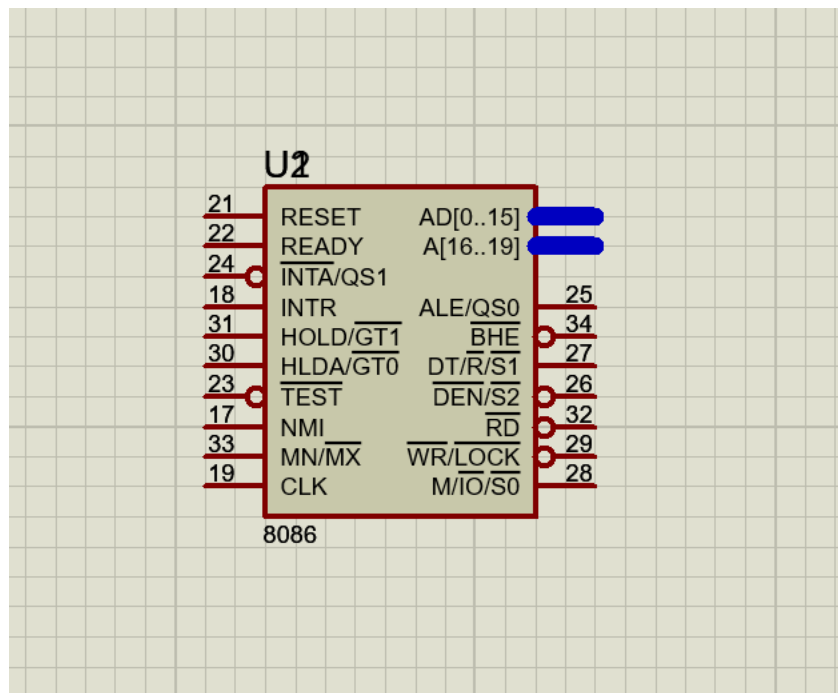 21 RESET AD[0..15]
22 READY A[16..19]
24 INTA/QS1
18 INTR ALE/QS0 25
31 HOLD/GT1 BHE 34
30 HLDA/GT0 DT/R/S1 27
23 TEST DEN/S2 26
17 NMI RD 32
33 MN/MX WR/LOCK 29
19 CLK M/IO/S0 28
8086